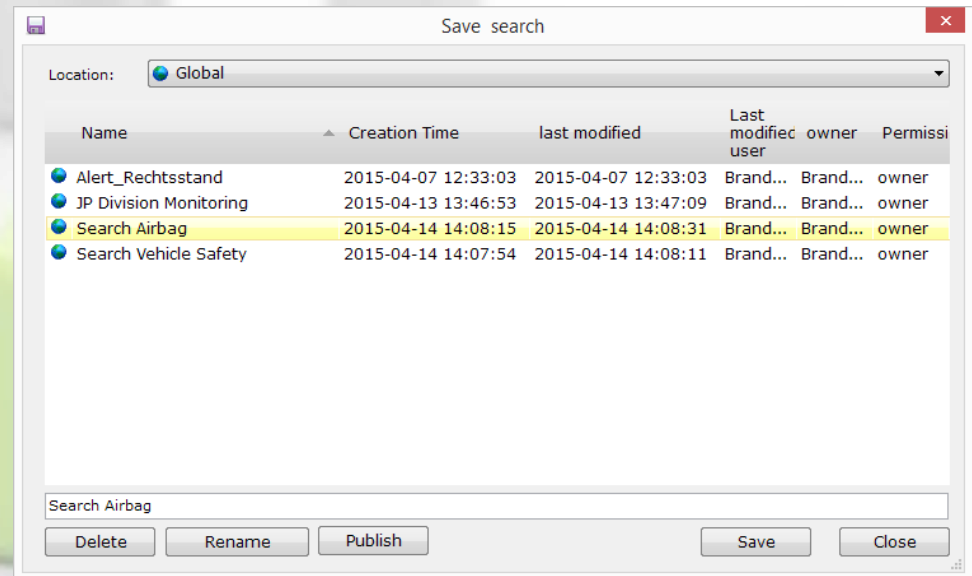 Save search
Location: Global
Name Creation Time last modified Last modified user owner Permissi
Alert_Rechtsstand 2015-04-07 12:33:03 2015-04-07 12:33:03 Brand... Brand... owner
JP Division Monitoring 2015-04-13 13:46:53 2015-04-13 13:47:09 Brand... Brand... owner
Search Airbag 2015-04-14 14:08:15 2015-04-14 14:08:31 Brand... Brand... owner
Search Vehicle Safety 2015-04-14 14:07:54 2015-04-14 14:08:11 Brand... Brand... owner
Search Airbag
Delete Rename Publish Save Close